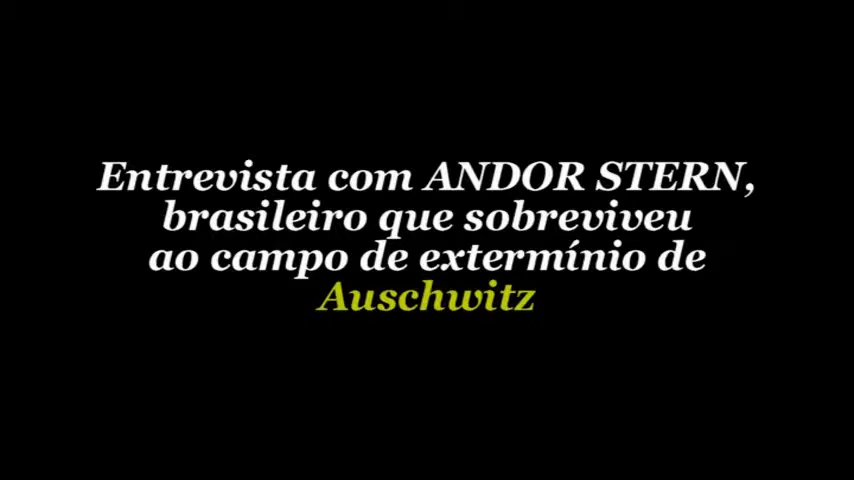 Entrevista com ANDOR STERN,
brasileiro que sobreviveu
ao campo de extermínio de
Auschwitz